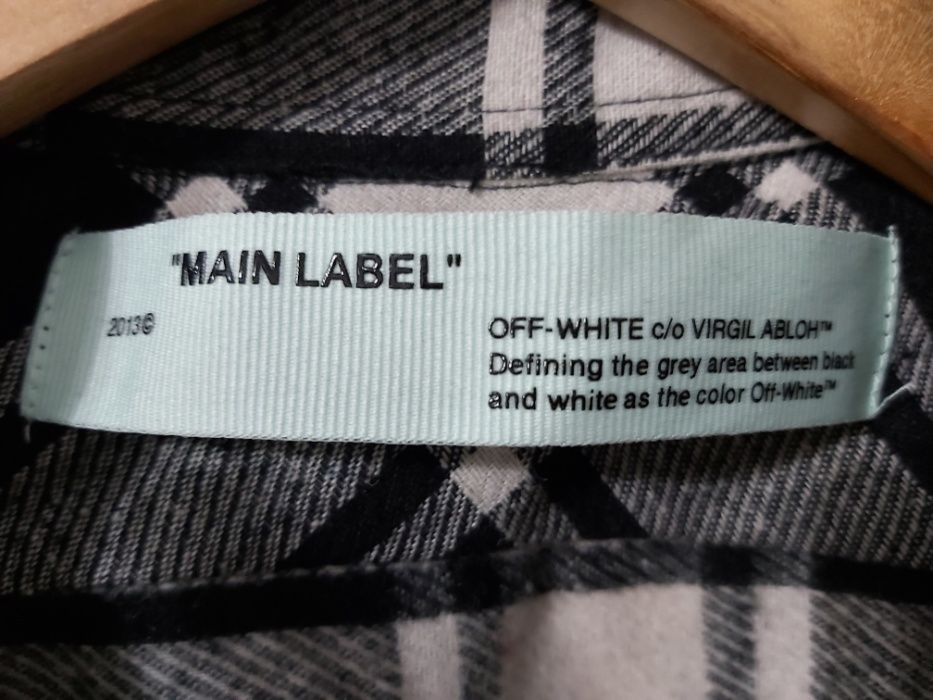 "MAIN LABEL"
2013©
OFF-WHITE c/o VIRGIL ABLOH™
Defining the grey area between black
and white as the color Off-White™